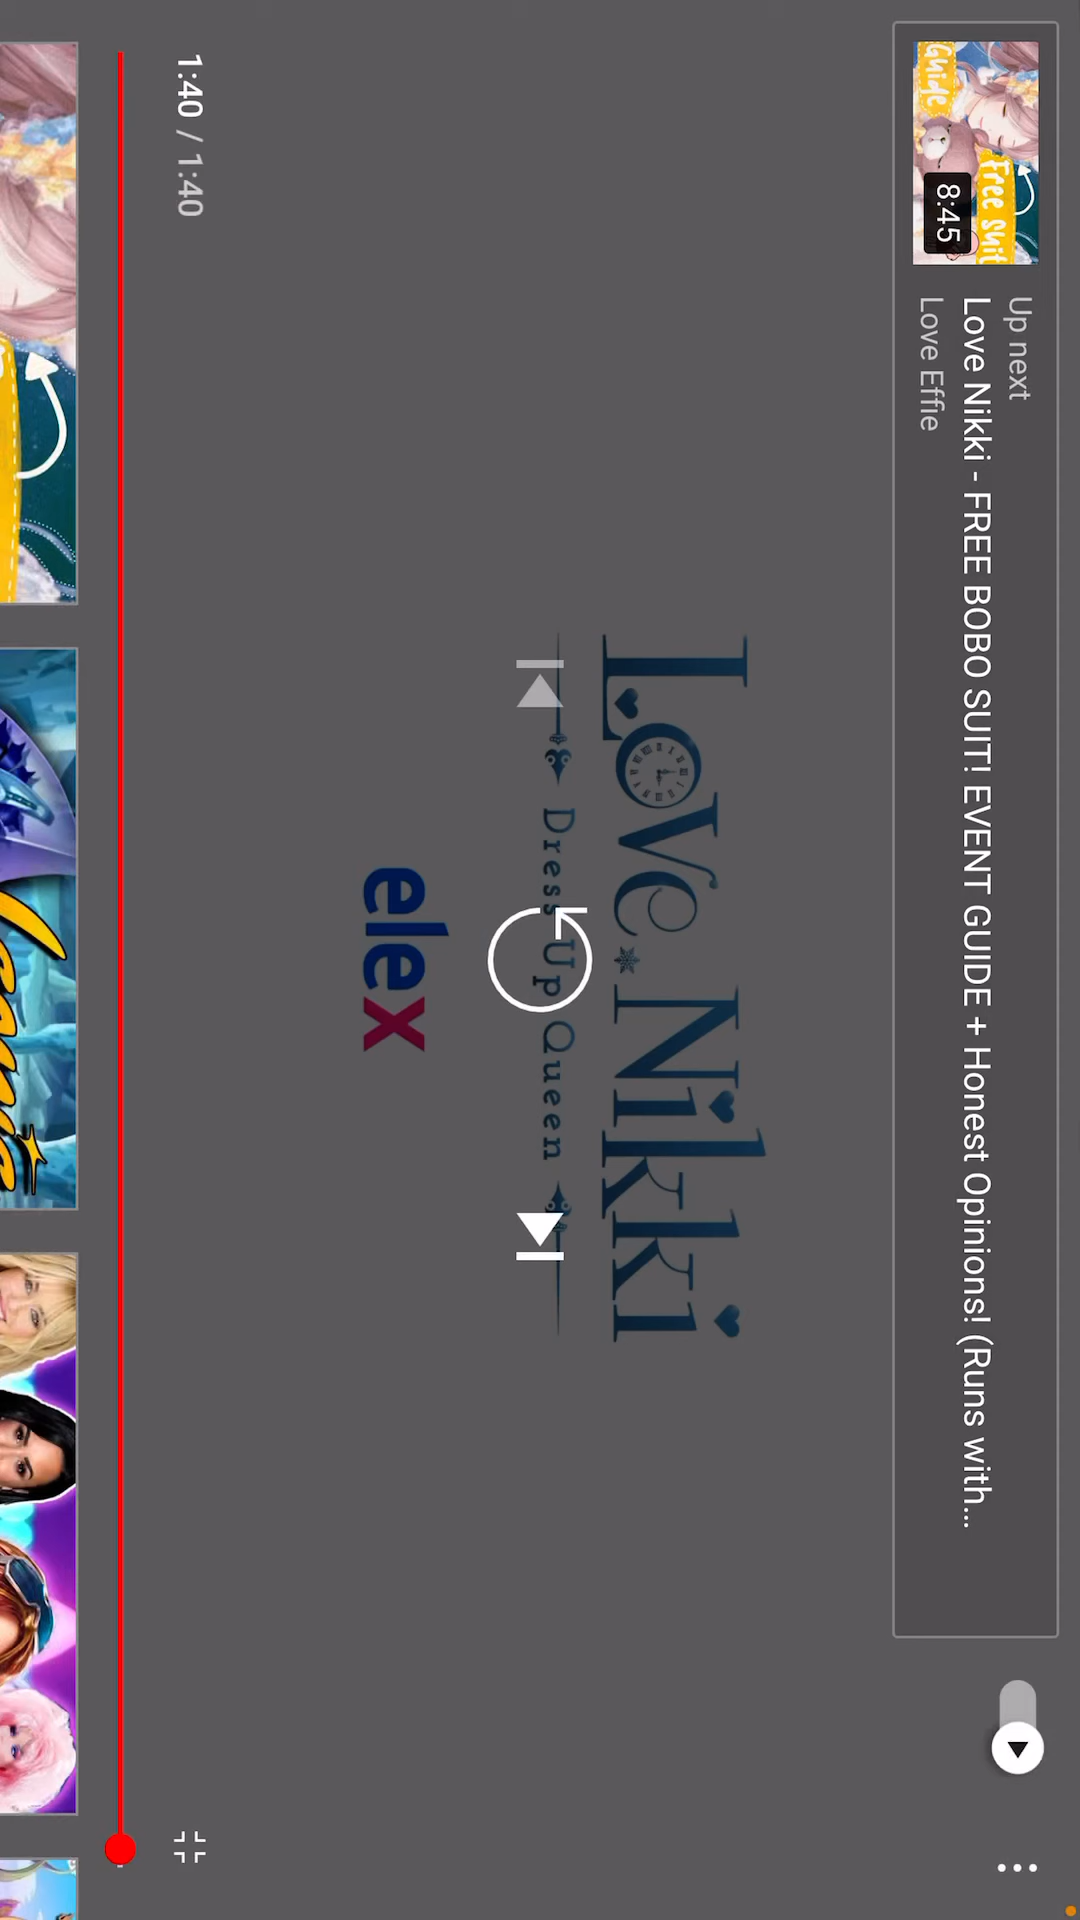 Up next
Love Nikki - FREE BOBO SUIT! EVENT GUIDE + Honest Opinions! (Runs with...
Love Effie
Guide
Free Suit
8:45
Love Nikki
Dress Up Queen
elex
1:40 / 1:40